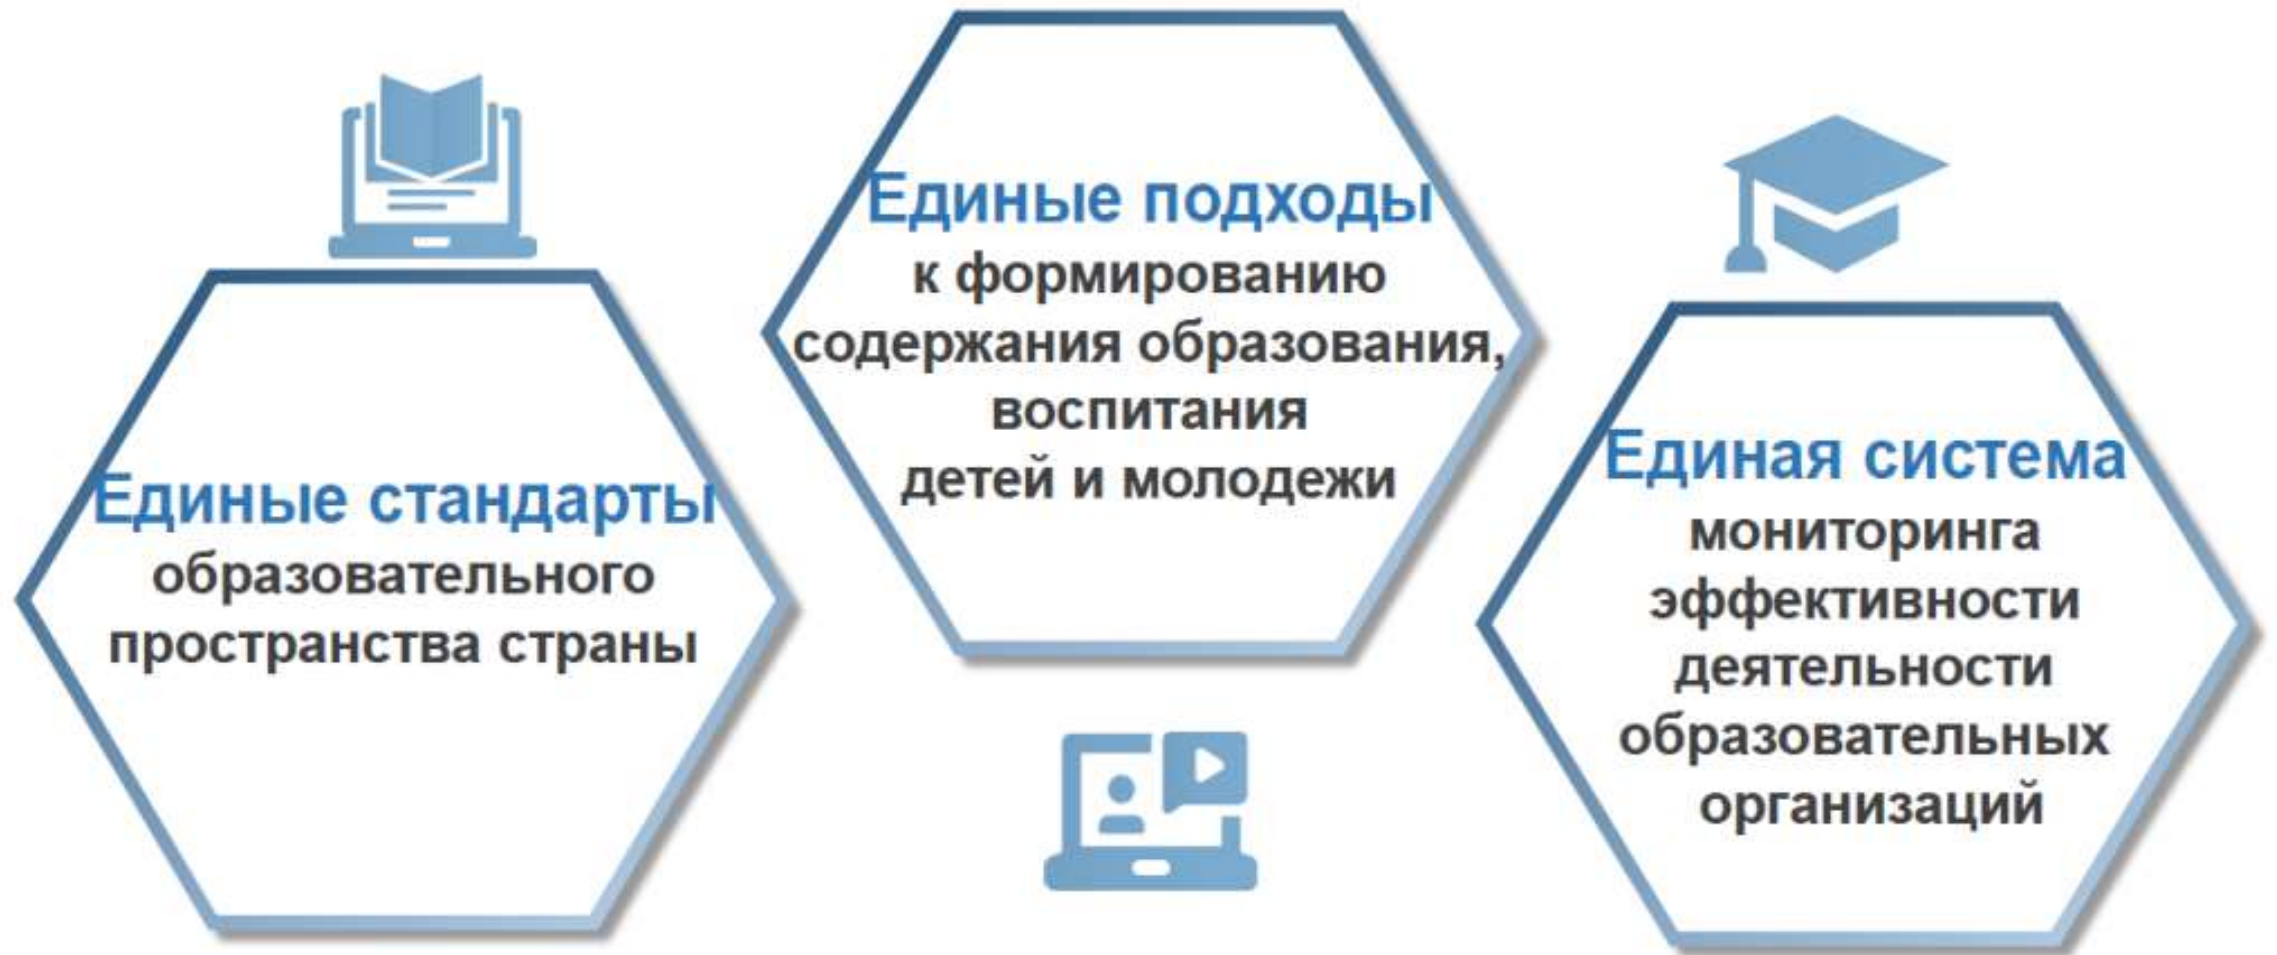 Единые стандарты
образовательного
пространства страны
Единые подходы
к формированию
содержания образования,
воспитания
детей и молодежи
Единая система
мониторинга
эффективности
деятельности
образовательных
организаций